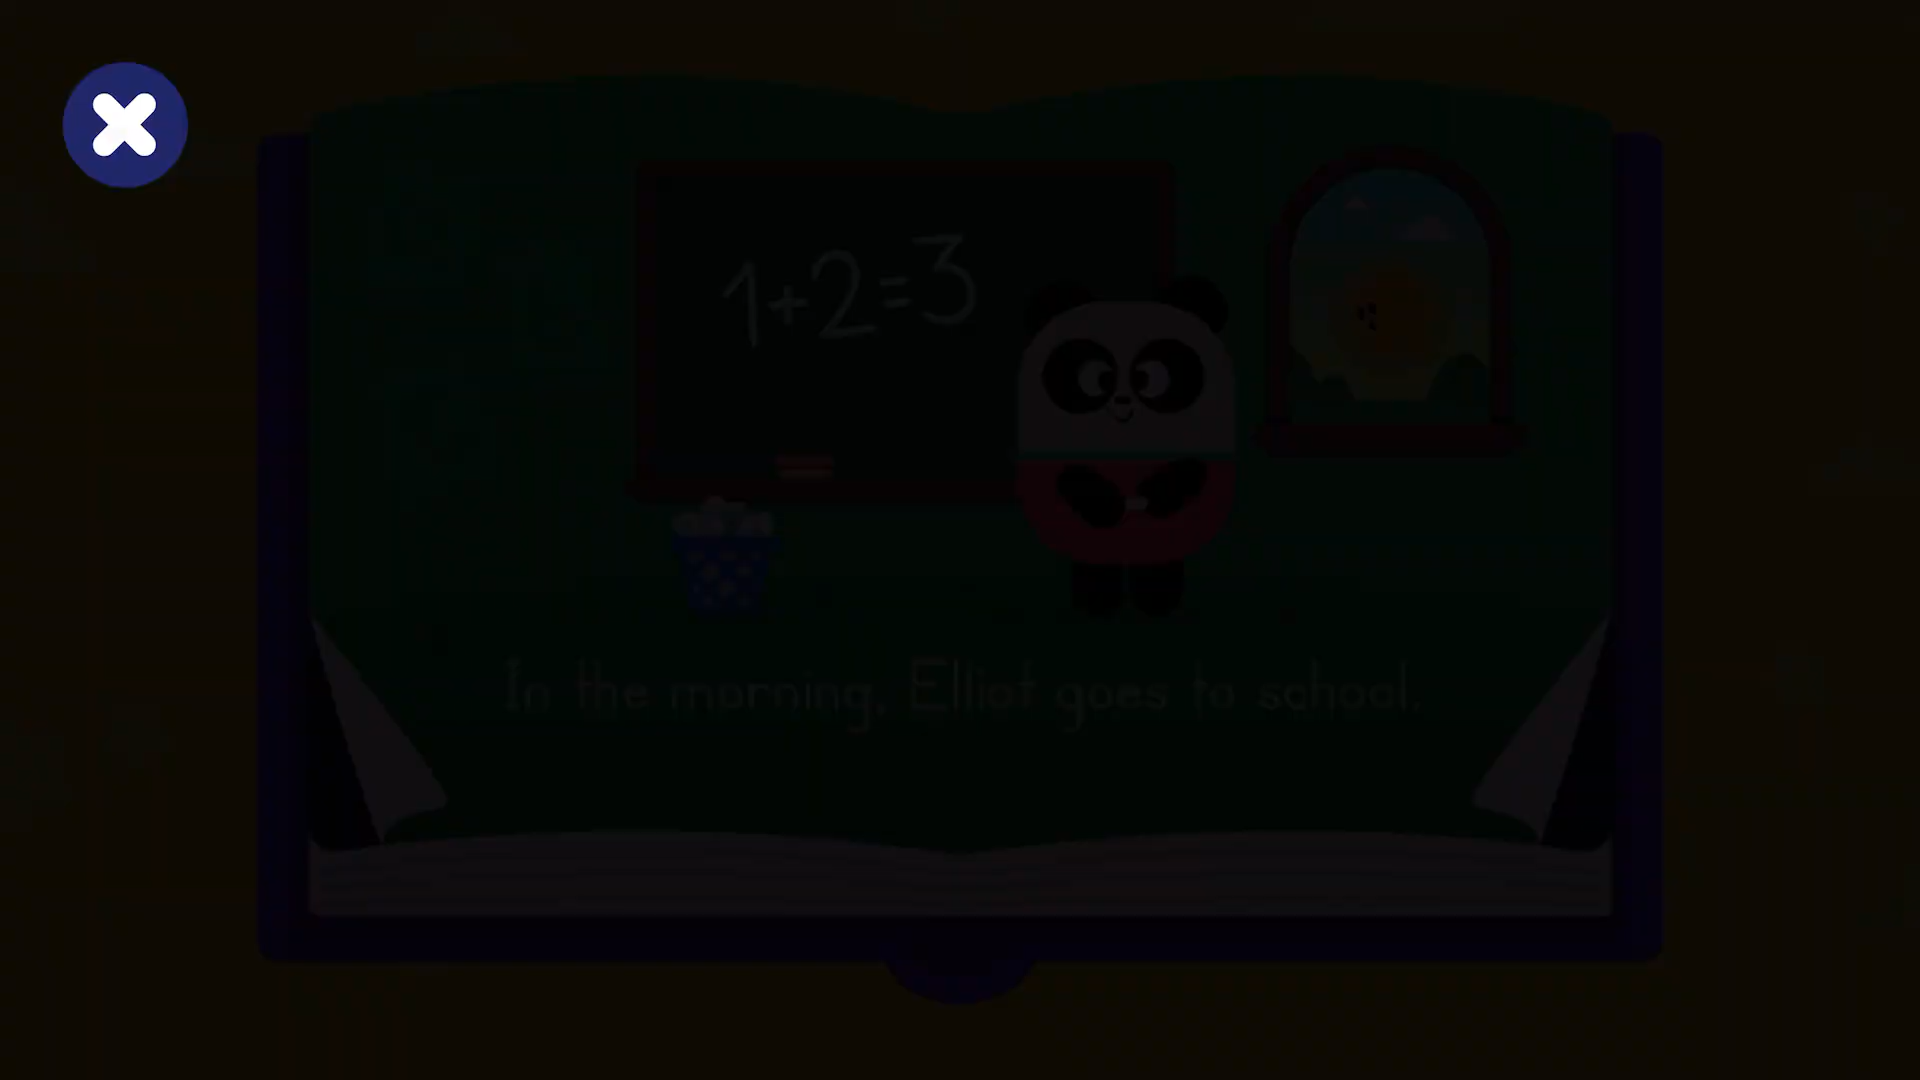 1+2=3
In the morning, Elliot goes to school.